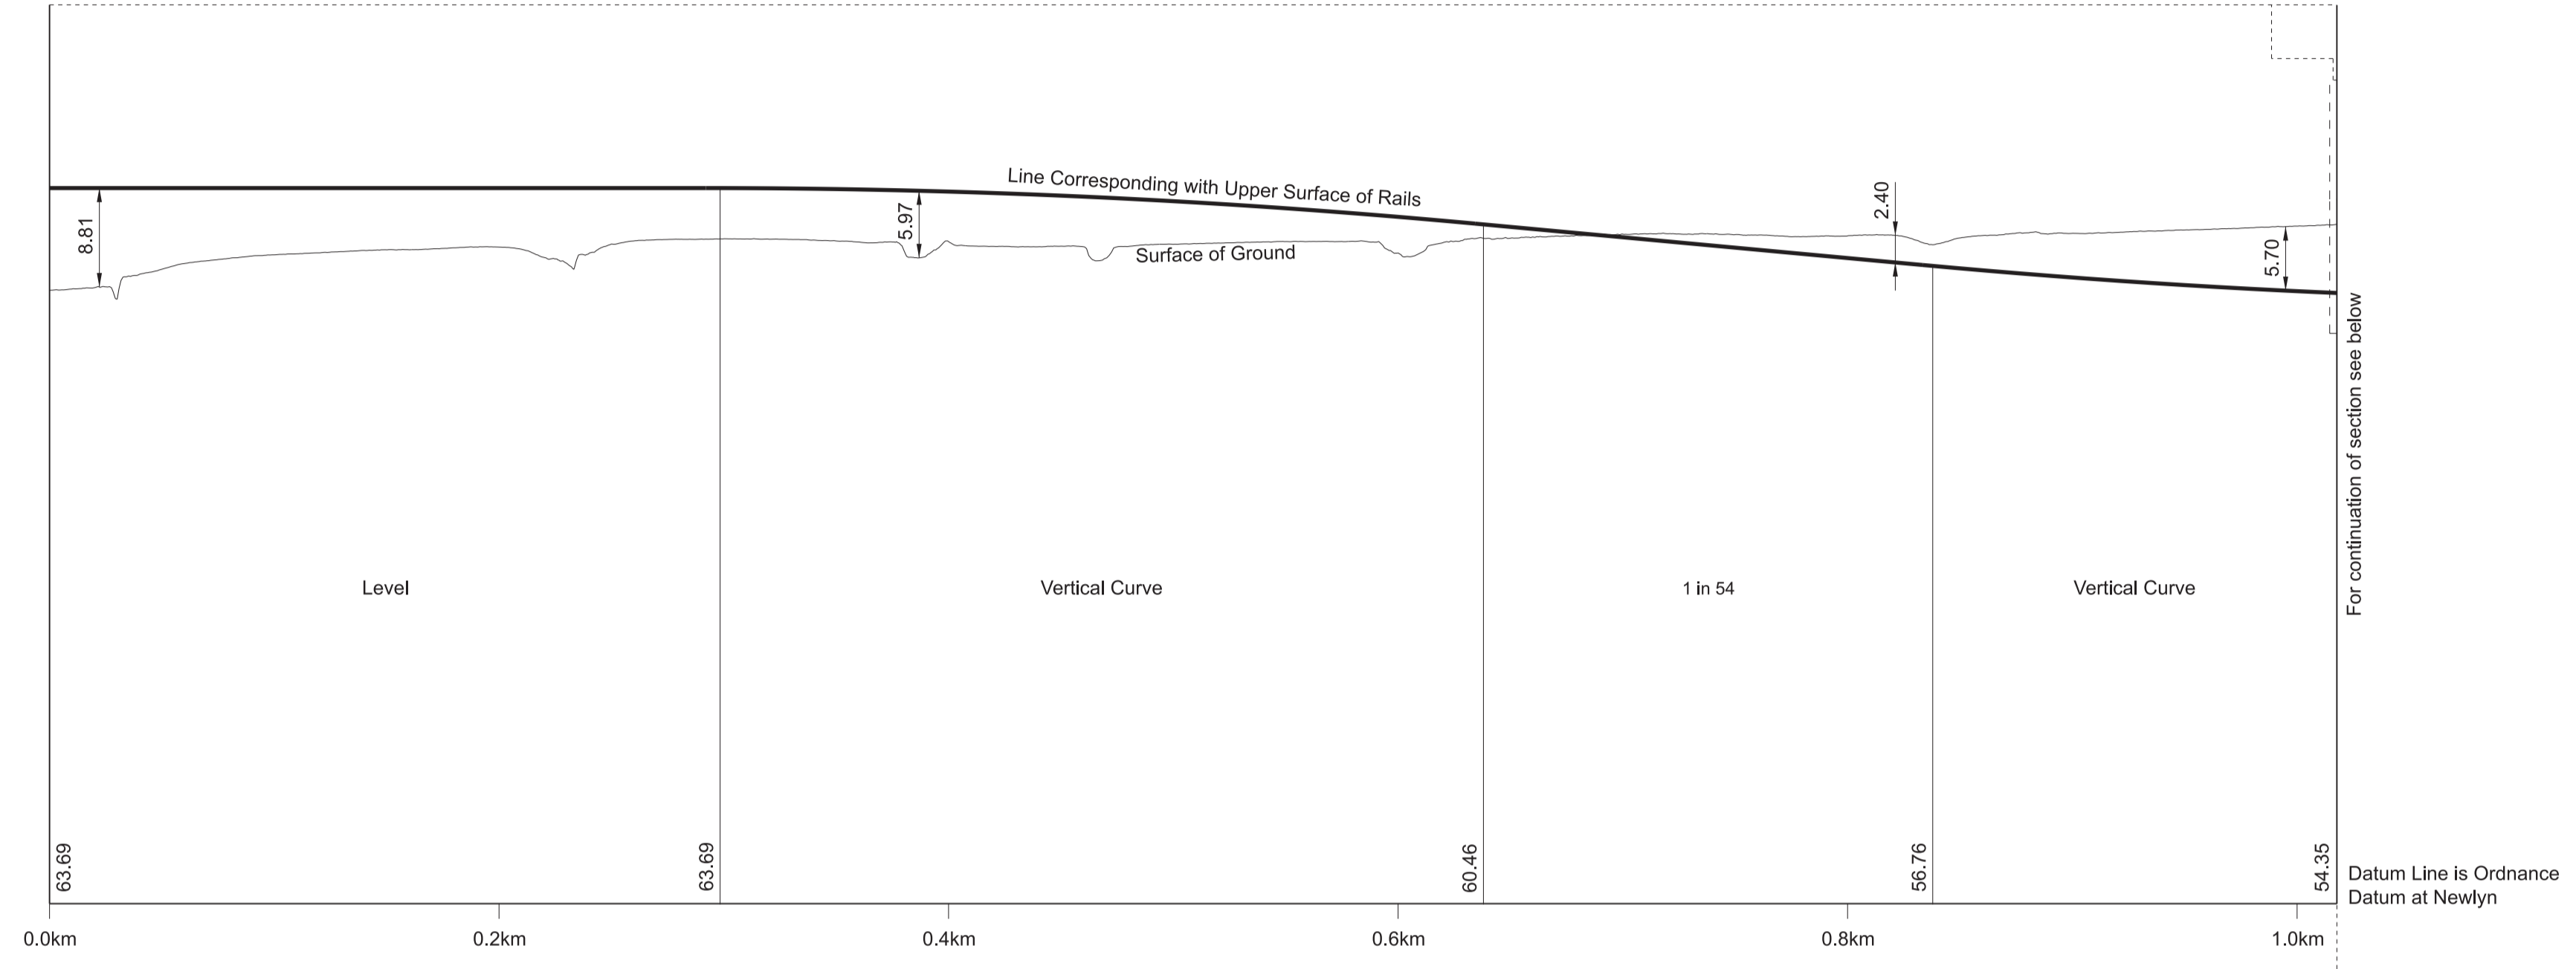 Line Corresponding with Upper Surface of Rails
8.81
5.97
2.40
Surface of Ground
5.70
For continuation of section see below
Level
Vertical Curve
1 in 54
Vertical Curve
63.69
63.69
60.46
56.76
54.35
Datum Line is Ordnance
Datum at Newlyn
0.0km
0.2km
0.4km
0.6km
0.8km
1.0km